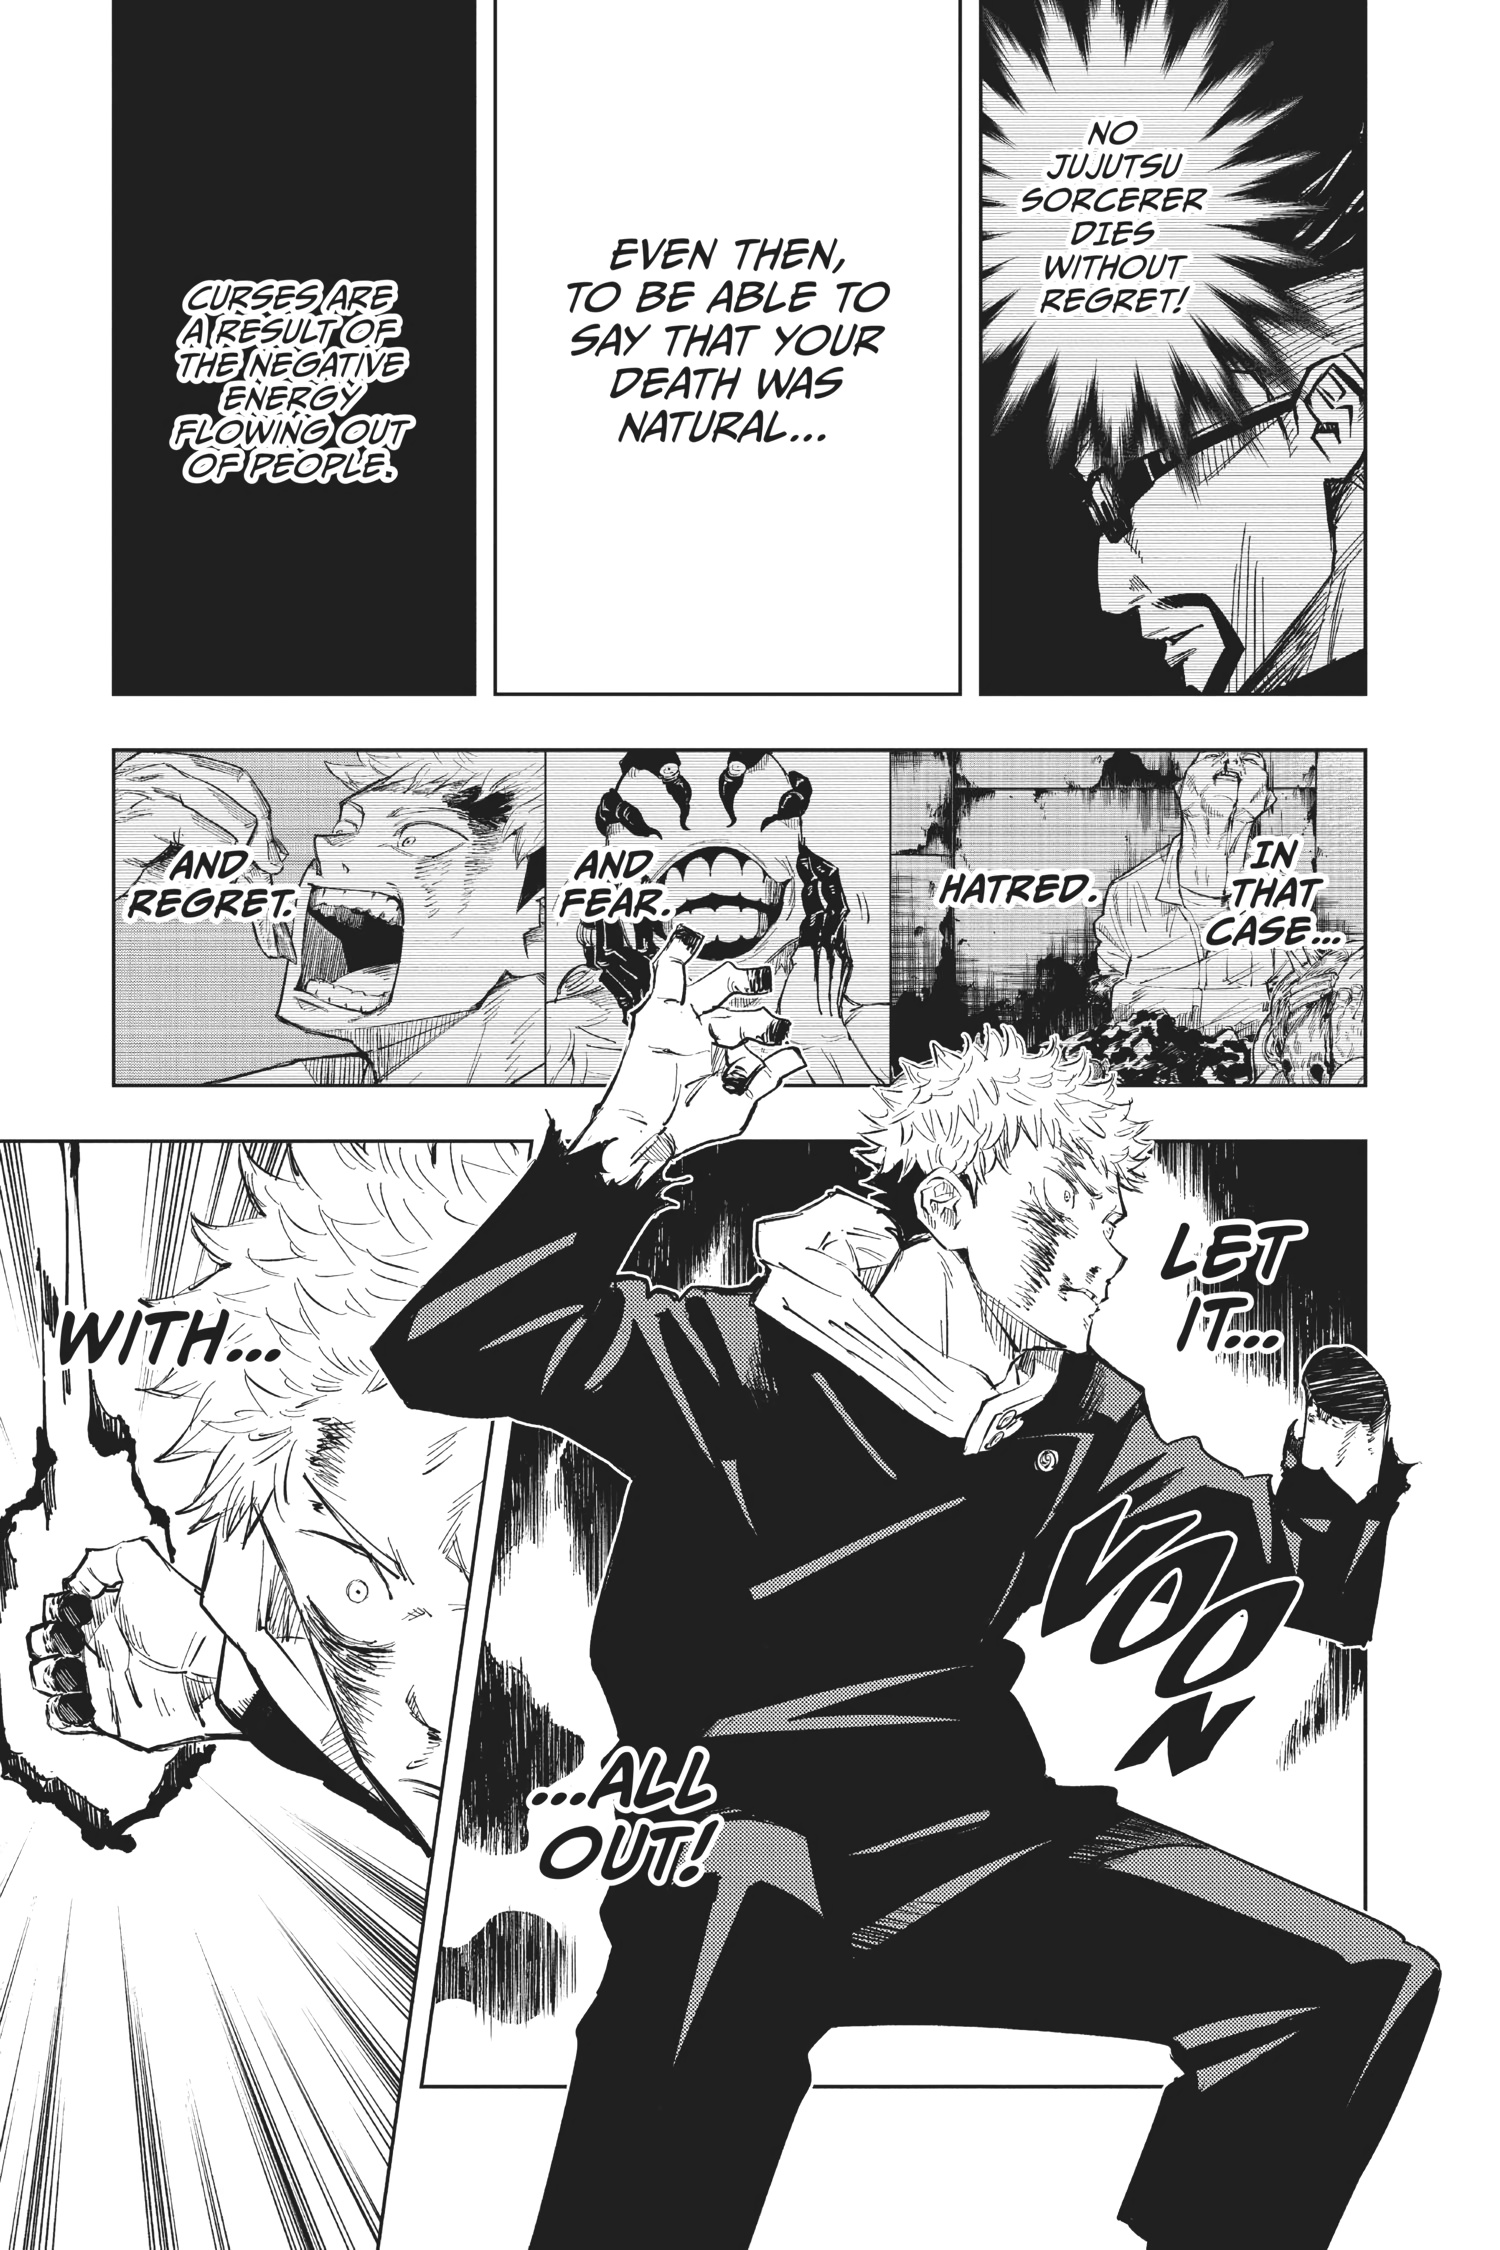 NO
JUJUTSU
SORCERER
DIES
WITHOUT
REGRET!
EVEN THEN,
TO BE ABLE TO
SAY THAT YOUR
DEATH WAS
NATURAL...
CURSES ARE
A RESULT OF
THE NEGATIVE
ENERGY
FLOWING OUT
OF PEOPLE.
IN
THAT
CASE...
HATRED.
AND
FEAR.
AND
REGRET.
LET
IT...
VOON
...ALL
OUT!
WITH...